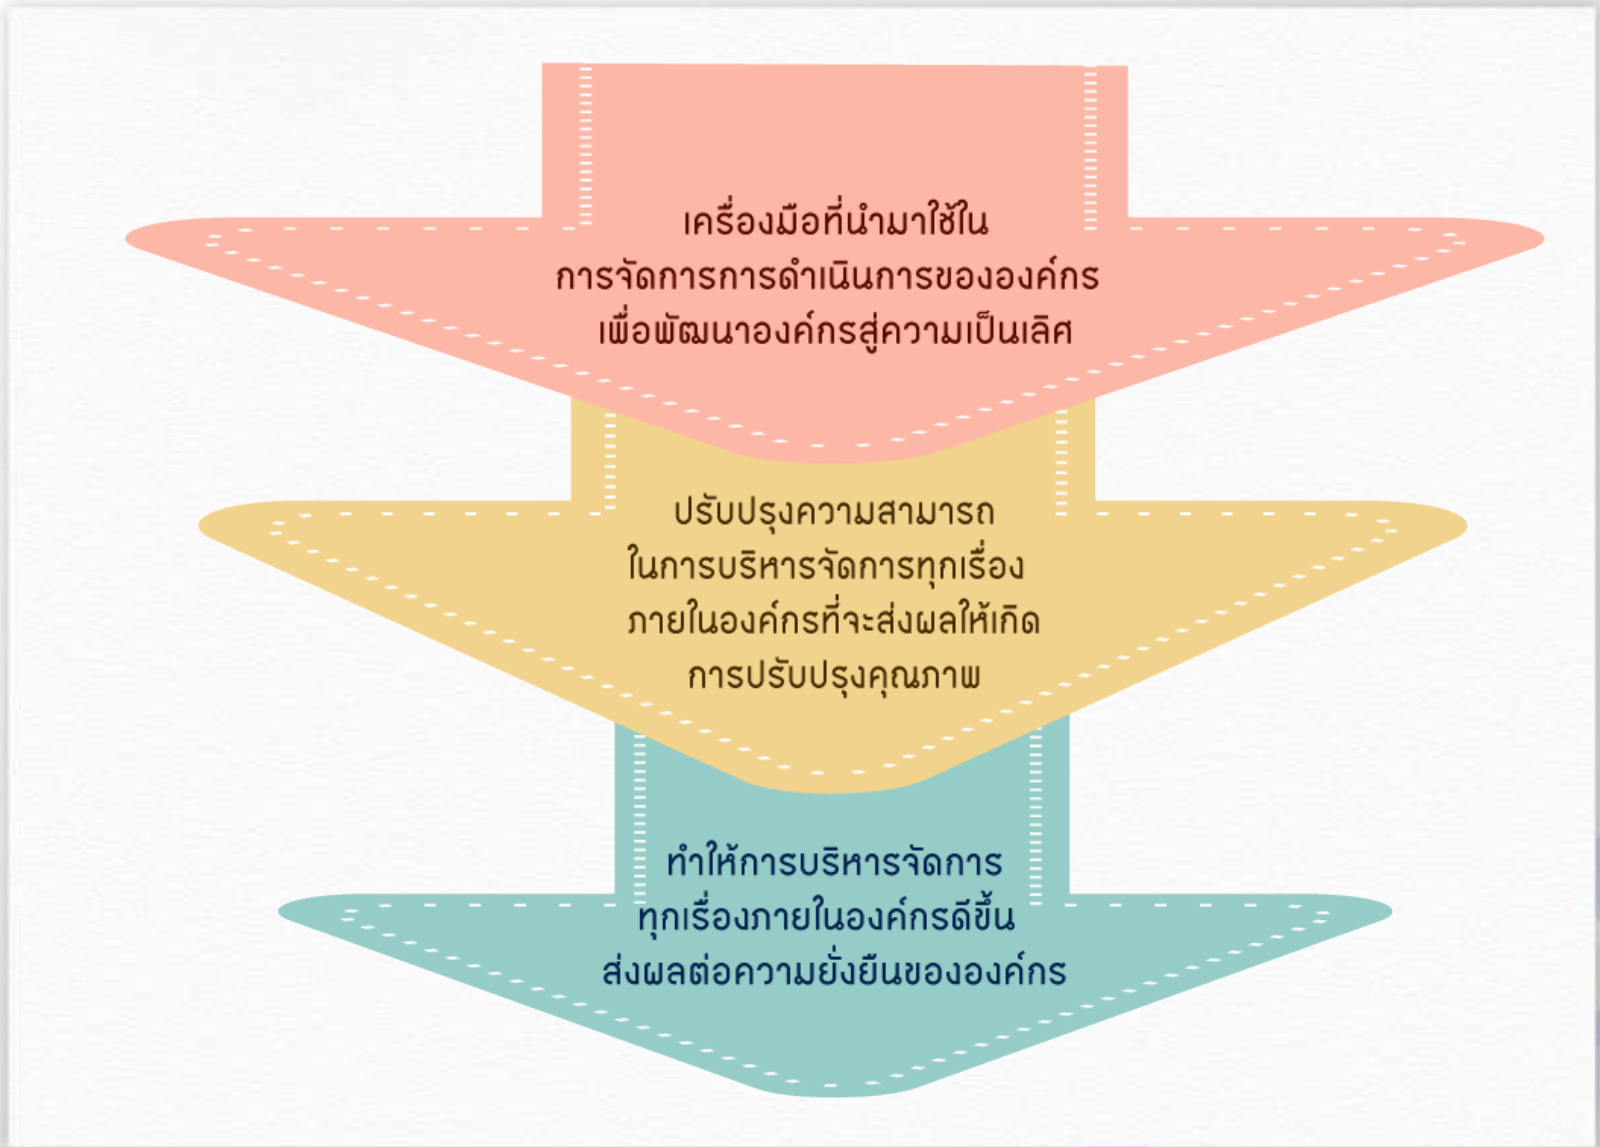 เครื่องมือที่นำมาใช้ใน
การจัดการการดำเนินการขององค์กร
เพื่อพัฒนาองค์กรสู่ความเป็นเลิศ
ปรับปรุงความสามารถ
ในการบริหารจัดการทุกเรื่อง
ภายในองค์กรที่จะส่งผลให้เกิด
การปรับปรุงคุณภาพ
ทำให้การบริหารจัดการ
ทุกเรื่องภายในองค์กรดีขึ้น
ส่งผลต่อความยั่งยืนขององค์กร